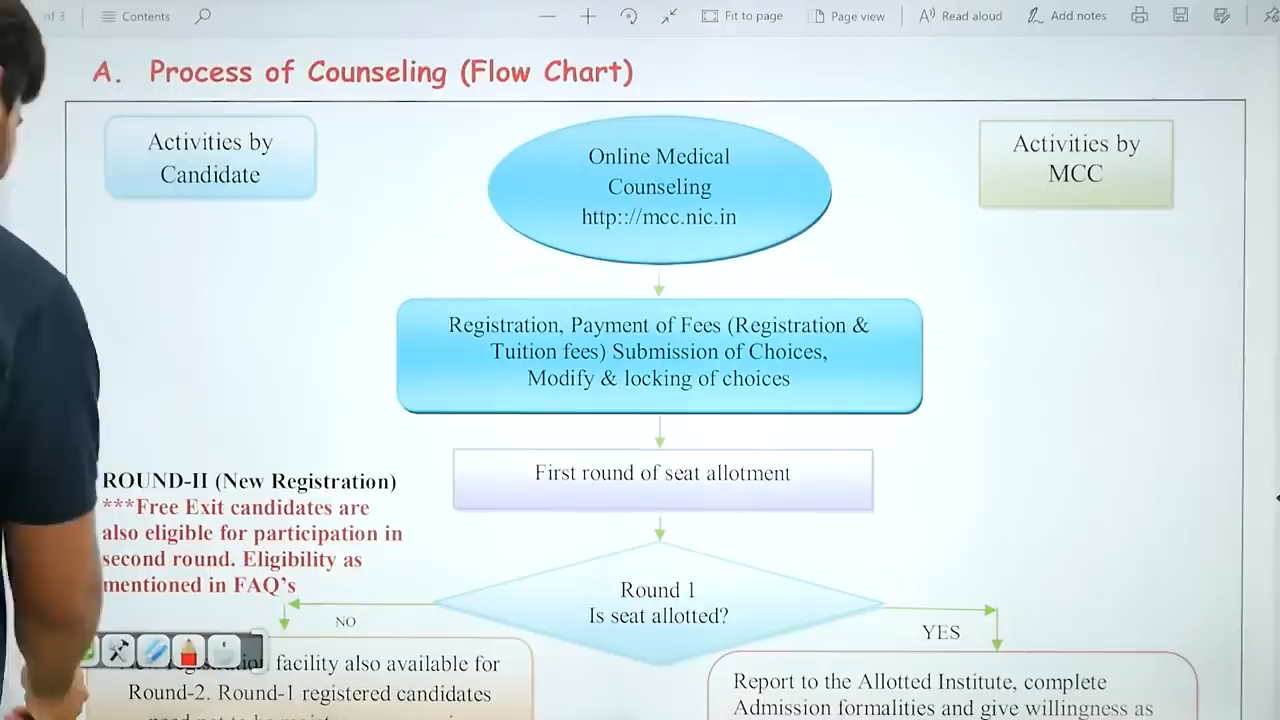 of 3
Contents
Fit to page
Page view
Read aloud
Add notes
A. Process of Counseling (Flow Chart)
Activities by
Candidate
Online Medical
Counseling
http:://mcc.nic.in
Activities by
MCC
Registration, Payment of Fees (Registration &
Tuition fees) Submission of Choices,
Modify & locking of choices
First round of seat allotment
ROUND-II (New Registration)
***Free Exit candidates are
also eligible for participation in
second round. Eligibility as
mentioned in FAQ's
Round 1
Is seat allotted?
NO
YES
facility also available for
Round-2. Round-1 registered candidates
Report to the Allotted Institute, complete
Admission formalities and give willingness as